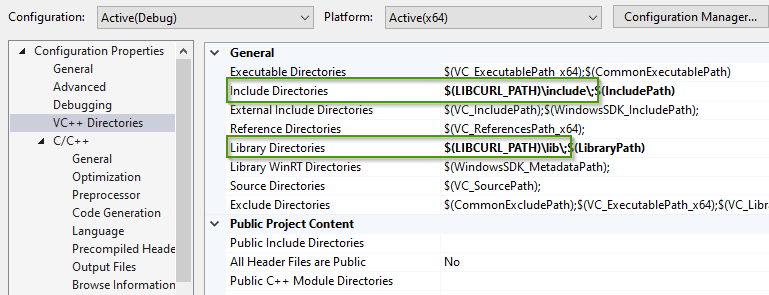 Configuration: Active(Debug) Platform: Active(x64) Configuration Manager...
Configuration Properties
General
Advanced
Debugging
VC++ Directories
C/C++
General
Optimization
Preprocessor
Code Generation
Language
Precompiled Heade
Output Files
Browse Information
General
Executable Directories $(VC_ExecutablePath_x64);$(CommonExecutablePath)
Include Directories $(LIBCURL_PATH)\include\;$(IncludePath)
External Include Directories $(VC_IncludePath);$(WindowsSDK_IncludePath);
Reference Directories $(VC_ReferencesPath_x64);
Library Directories $(LIBCURL_PATH)\lib\;$(LibraryPath)
Library WinRT Directories $(WindowsSDK_MetadataPath);
Source Directories $(VC_SourcePath);
Exclude Directories $(CommonExcludePath);$(VC_ExecutablePath_x64);$(VC_Libra
Public Project Content
Public Include Directories
All Header Files are Public No
Public C++ Module Directories